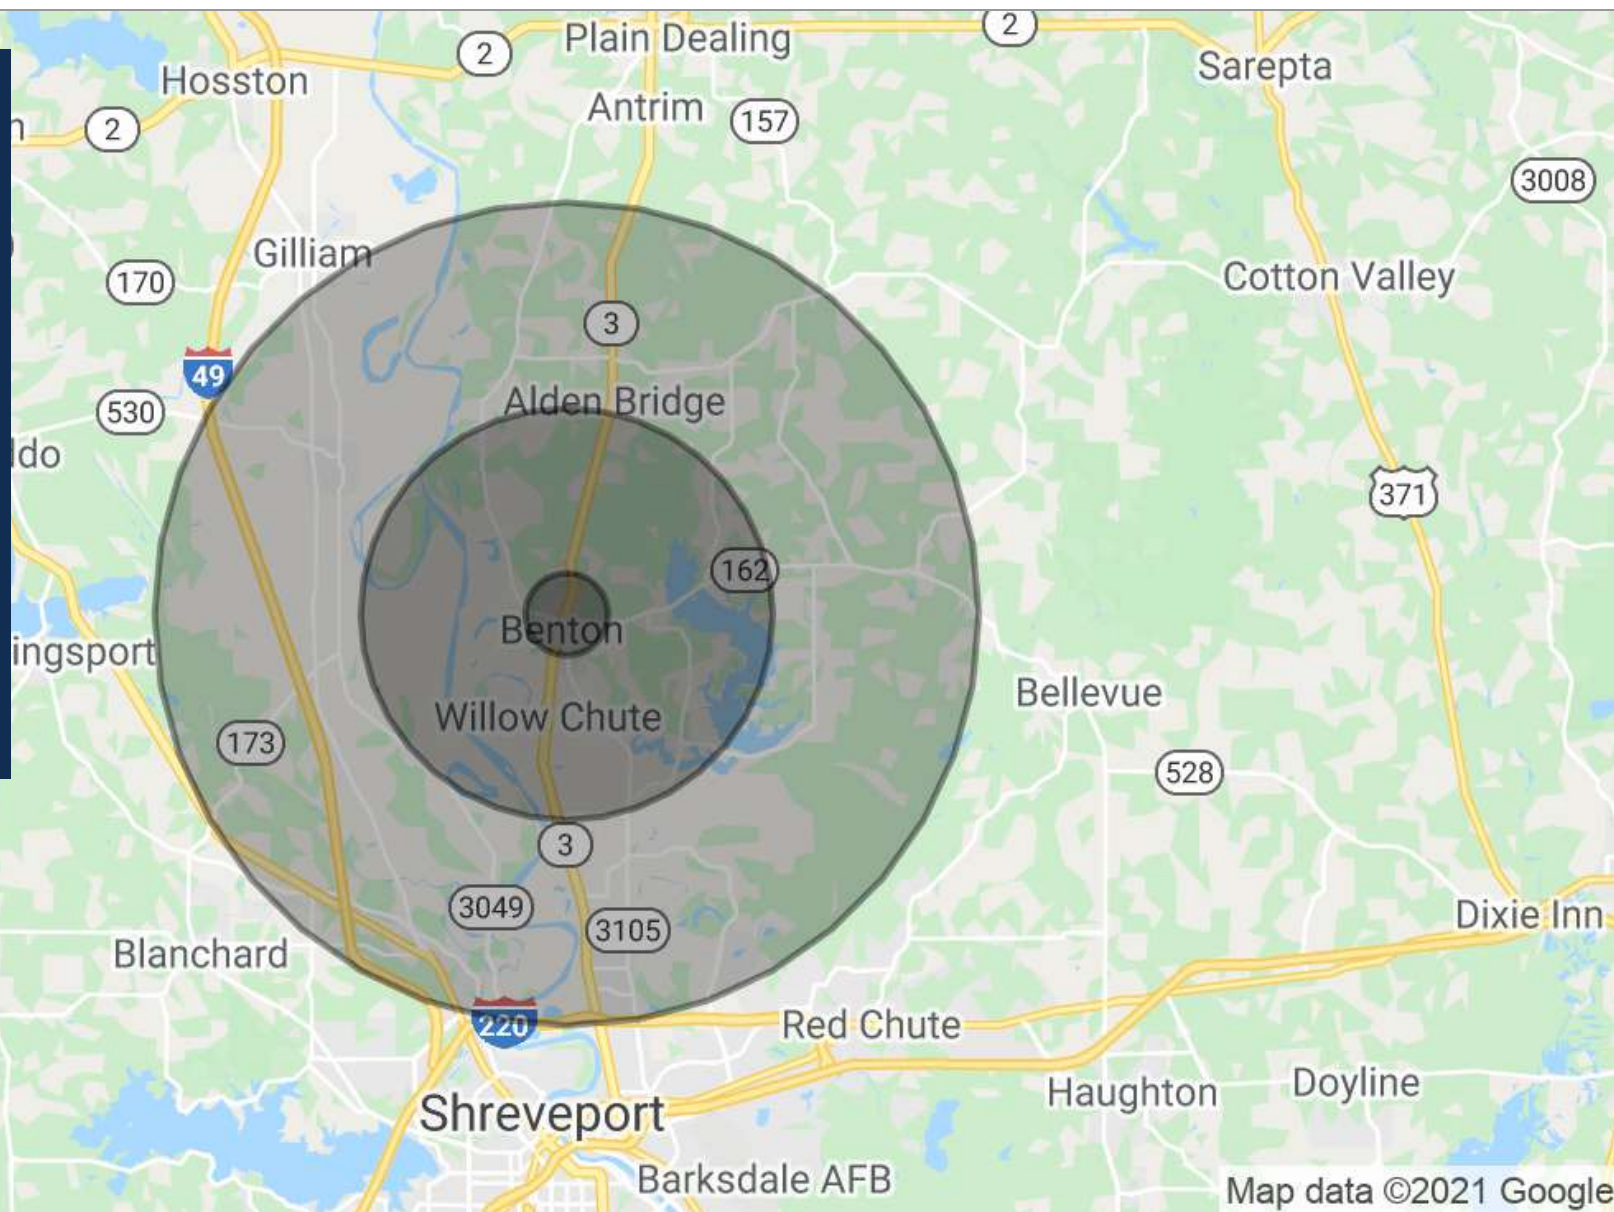 2
Plain Dealing
2
Sarepta
Hosston
Antrim
157
2
3008
Gilliam
170
Cotton Valley
3
49
Alden Bridge
530
ldo
371
162
Benton
ingsport
Bellevue
Willow Chute
173
528
3
3049
3105
Dixie Inn
Blanchard
220
Red Chute
Haughton
Doyline
Shreveport
Barksdale AFB
Map data ©2021 Google